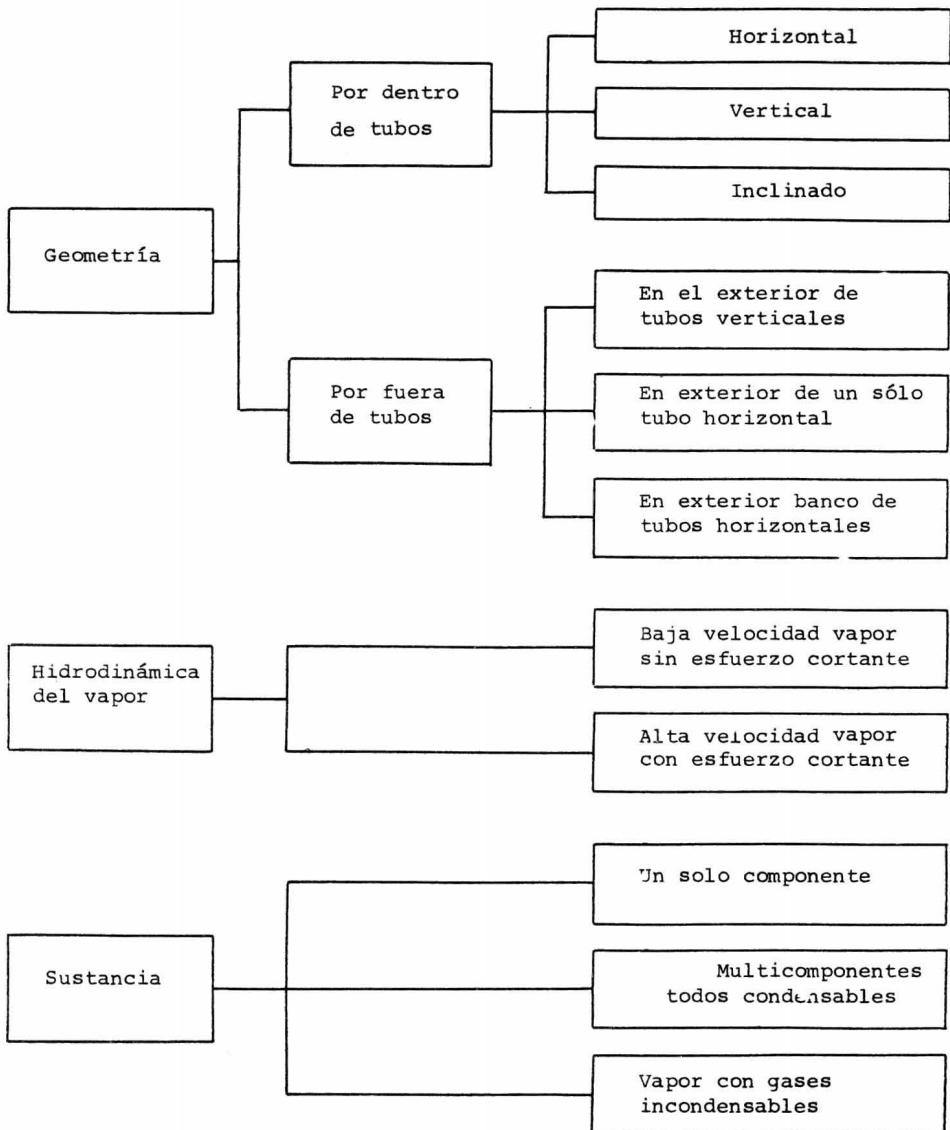 Horizontal
Por dentro
de tubos
Vertical
Inclinado
Geometría
En el exterior de
tubos verticales
Por fuera
de tubos
En exterior de un sólo
tubo horizontal
En exterior banco de
tubos horizontales
Hidrodinámica
del vapor
Baja velocidad vapor
sin esfuerzo cortante
Alta velocidad vapor
con esfuerzo cortante
Un solo componente
Sustancia
Multicomponentes
todos condensables
Vapor con gases
incondensables